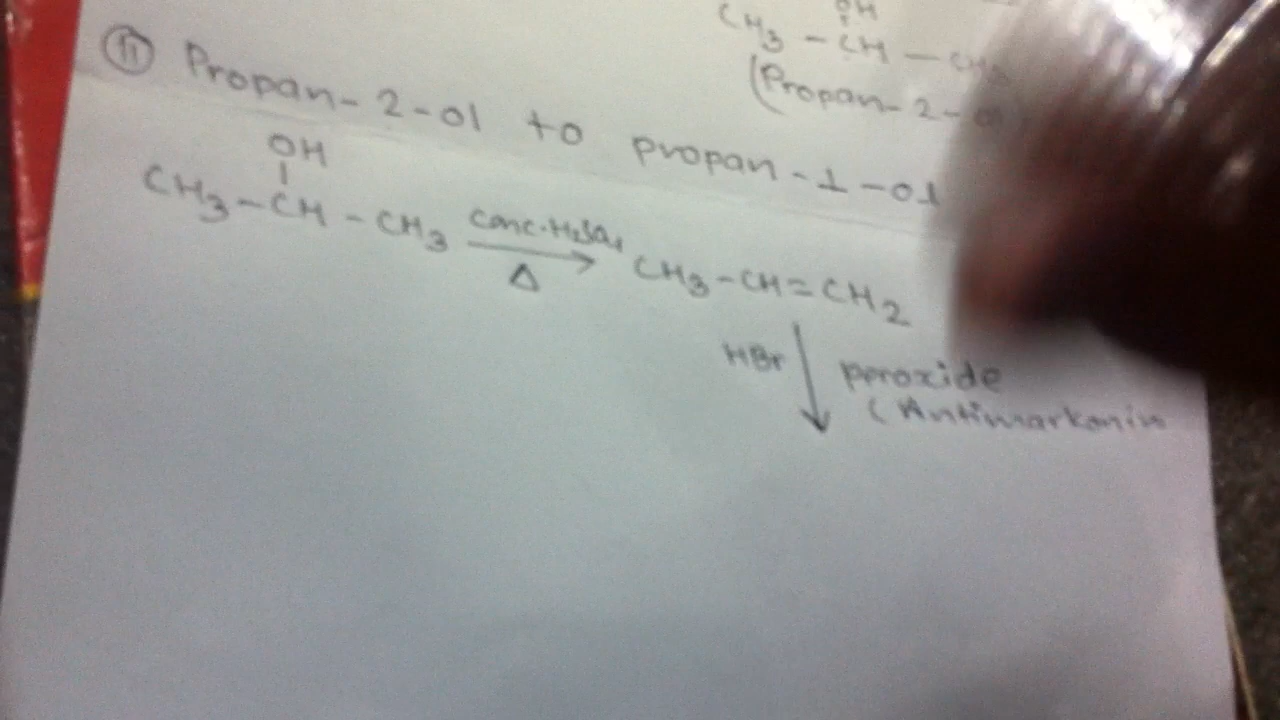 OH
CH3 - CH - CH3
(Propan-2-ol)
11 Propan-2-ol to propan-1-ol
OH
CH3-CH-CH3 conc.H2SO4 Δ CH3-CH=CH2
HBr peroxide
(Antimarkonin